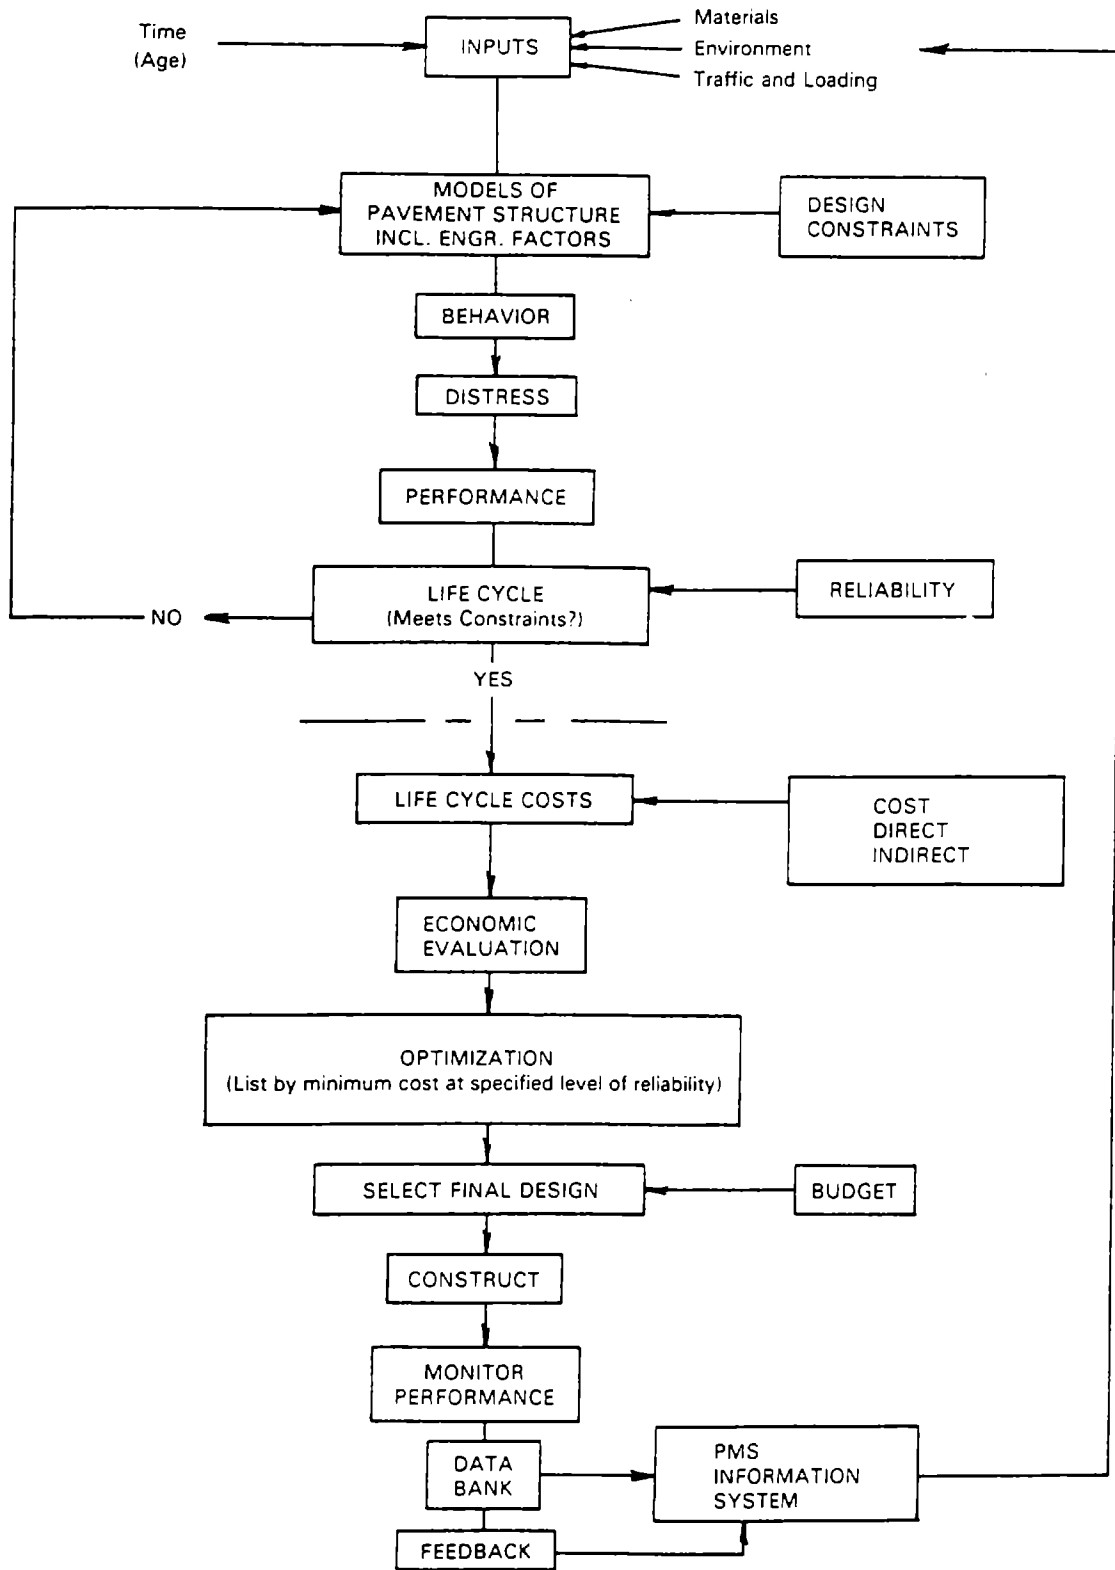 Time
(Age)
INPUTS
Materials
Environment
Traffic and Loading
MODELS OF
PAVEMENT STRUCTURE
INCL. ENGR. FACTORS
DESIGN
CONSTRAINTS
BEHAVIOR
DISTRESS
PERFORMANCE
LIFE CYCLE
(Meets Constraints?)
RELIABILITY
NO
YES
LIFE CYCLE COSTS
COST
DIRECT
INDIRECT
ECONOMIC
EVALUATION
OPTIMIZATION
(List by minimum cost at specified level of reliability)
SELECT FINAL DESIGN
BUDGET
CONSTRUCT
MONITOR
PERFORMANCE
DATA
BANK
PMS
INFORMATION
SYSTEM
FEEDBACK